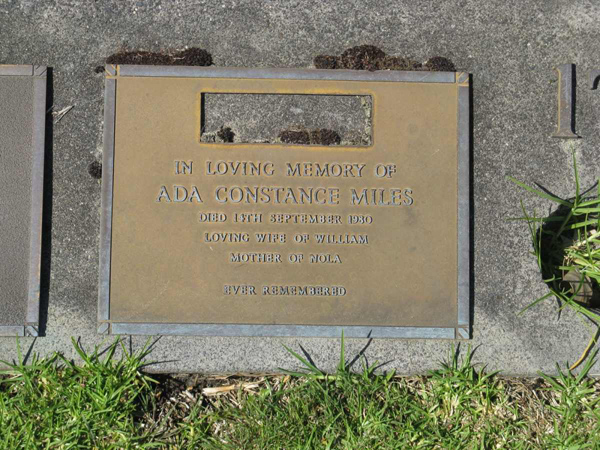 IN LOVING MEMORY OF
ADA CONSTANCE MILES
DIED 14TH SEPTEMBER 1980
LOVING WIFE OF WILLIAM
MOTHER OF NOLA
EVER REMEMBERED